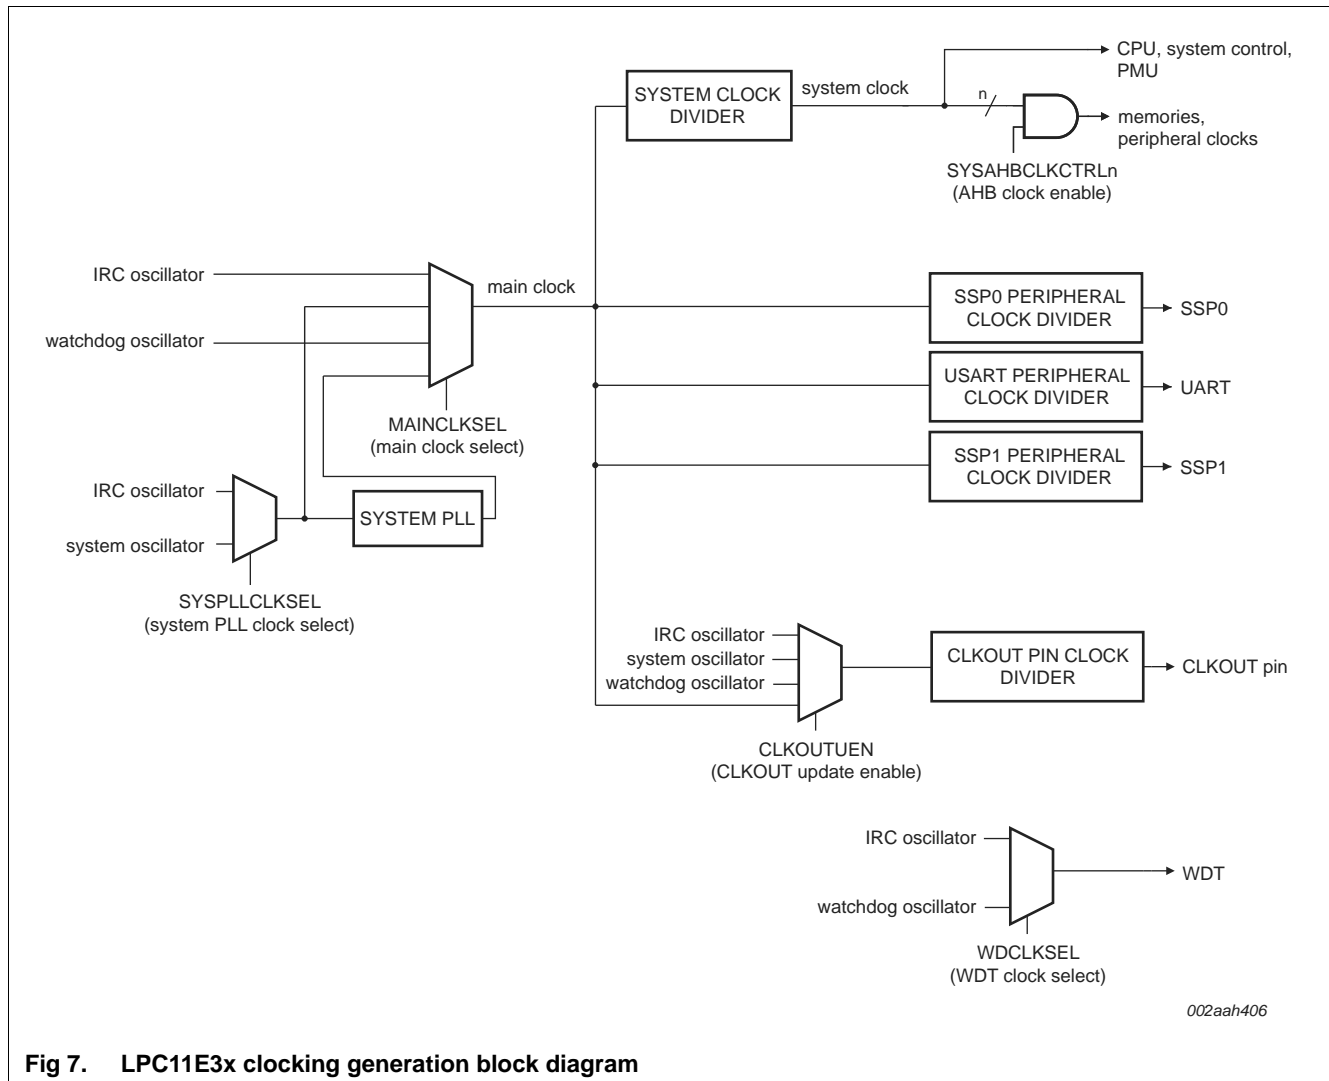 CPU, system control,
PMU
SYSTEM CLOCK
DIVIDER
system clock
n
memories,
peripheral clocks
SYSAHBCLKCTRLn
(AHB clock enable)
IRC oscillator
main clock
watchdog oscillator
MAINCLKSEL
(main clock select)
SSP0 PERIPHERAL
CLOCK DIVIDER
SSP0
USART PERIPHERAL
CLOCK DIVIDER
UART
SSP1 PERIPHERAL
CLOCK DIVIDER
SSP1
IRC oscillator
system oscillator
SYSTEM PLL
SYSPLLCLKSEL
(system PLL clock select)
IRC oscillator
system oscillator
watchdog oscillator
CLKOUT PIN CLOCK
DIVIDER
CLKOUT pin
CLKOUTUEN
(CLKOUT update enable)
IRC oscillator
watchdog oscillator
WDT
WDCLKSEL
(WDT clock select)
002aah406
Fig 7. LPC11E3x clocking generation block diagram